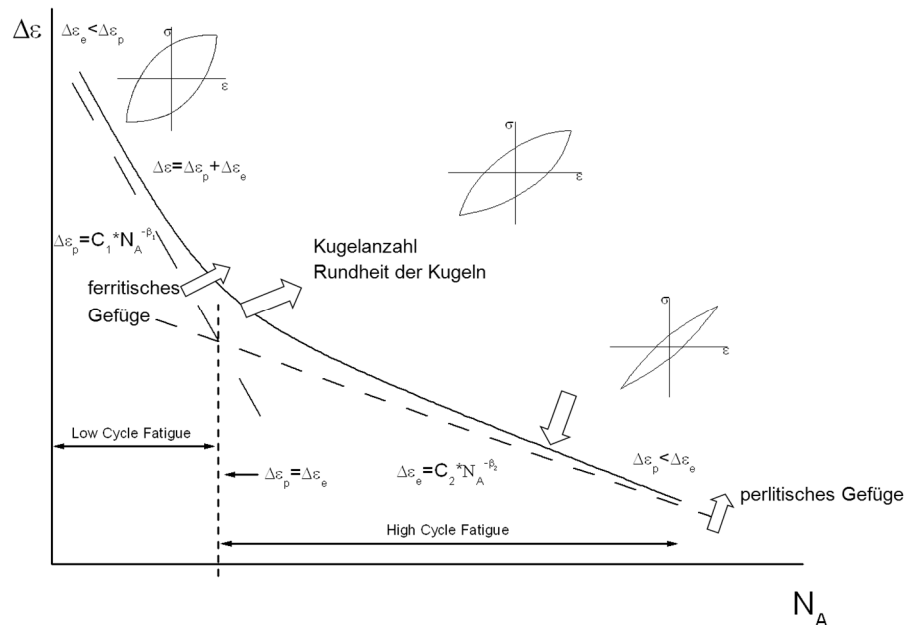 Δε
Δε_e<Δε_p
σ
ε
Δε=Δε_p+Δε_e
σ
ε
Δε_p=C_1*N_A^-β_1
Kugelanzahl
Rundheit der Kugeln
ferritisches
Gefüge
σ
ε
Low Cycle Fatigue
Δε_p=Δε_e
Δε_e=C_2*N_A^-β_2
Δε_p<Δε_e
perlitisches Gefüge
High Cycle Fatigue
N_A